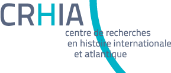 CRHIA
centre de recherches
en histoire internationale
et atlantique